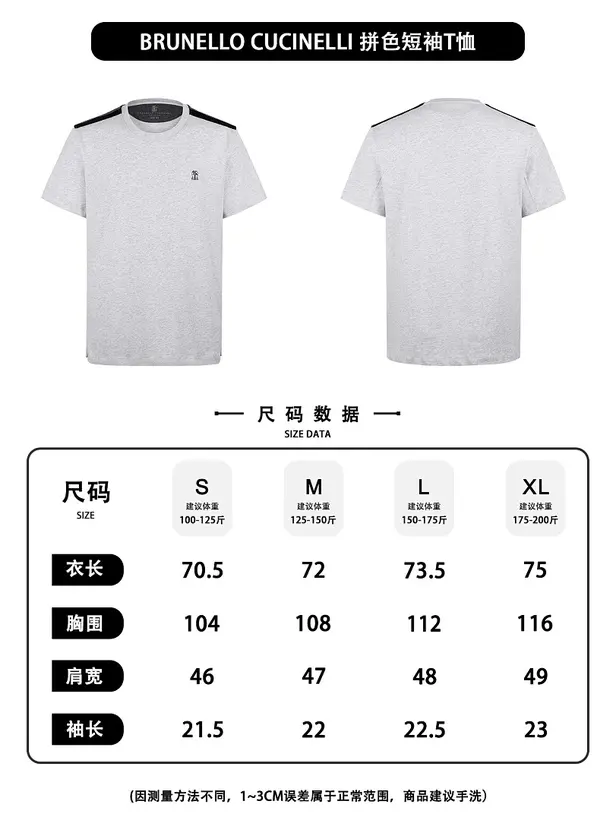 BRUNELLO CUCINELLI 拼色短袖T恤
尺码数据
SIZE DATA
尺码
SIZE
S
建议体重
100-125斤
M
建议体重
125-150斤
L
建议体重
150-175斤
XL
建议体重
175-200斤
衣长 70.5 72 73.5 75
胸围 104 108 112 116
肩宽 46 47 48 49
袖长 21.5 22 22.5 23
(因测量方法不同，1~3CM误差属于正常范围，商品建议手洗)